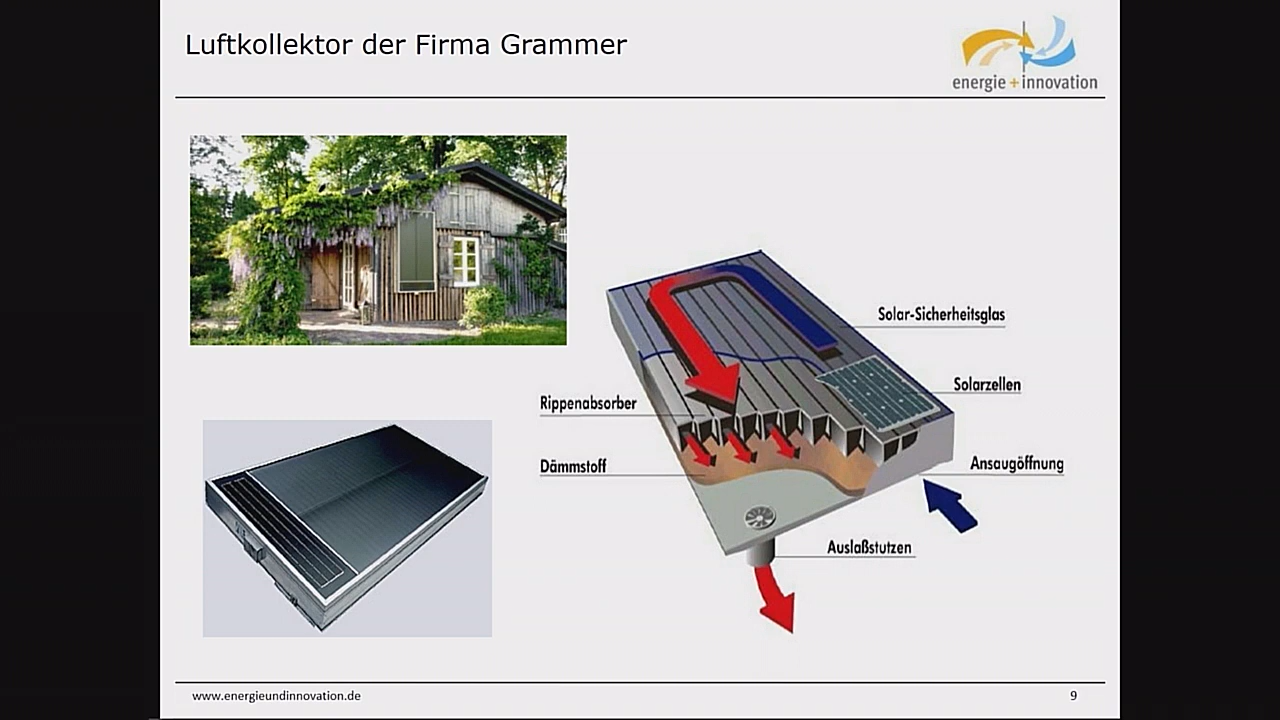 Luftkollektor der Firma Grammer
energie + innovation
Solar-Sicherheitsglas
Solarzellen
Rippenabsorber
Dämmstoff
Ansaugöffnung
Auslaßstutzen
www.energieundinnovation.de
9